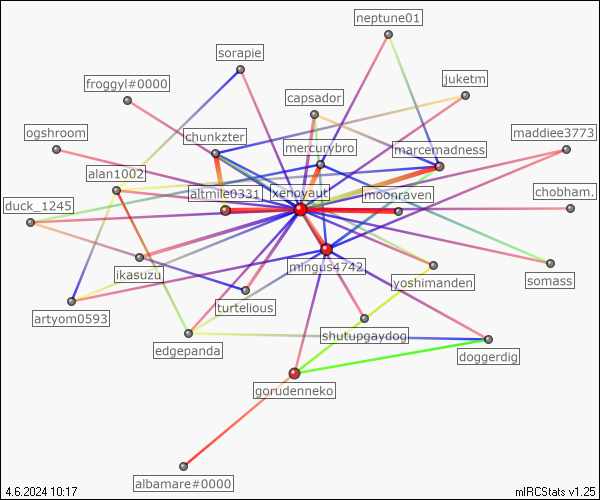 neptune01
sorapie
juketm
froggyl#0000
capsador
ogshroom
chunkzter
maddiee3773
mercurybro
marcemadness
alan1002
altmile0331
xenoyaut
moonraven
chobham.
duck_1245
mingus4742
ikasuzu
yoshimanden
somass
turtelious
artyom0593
shutupgaydog
edgepanda
doggerdig
gorudenneko
albamare#0000
4.6.2024 10:17
mIRCStats v1.25